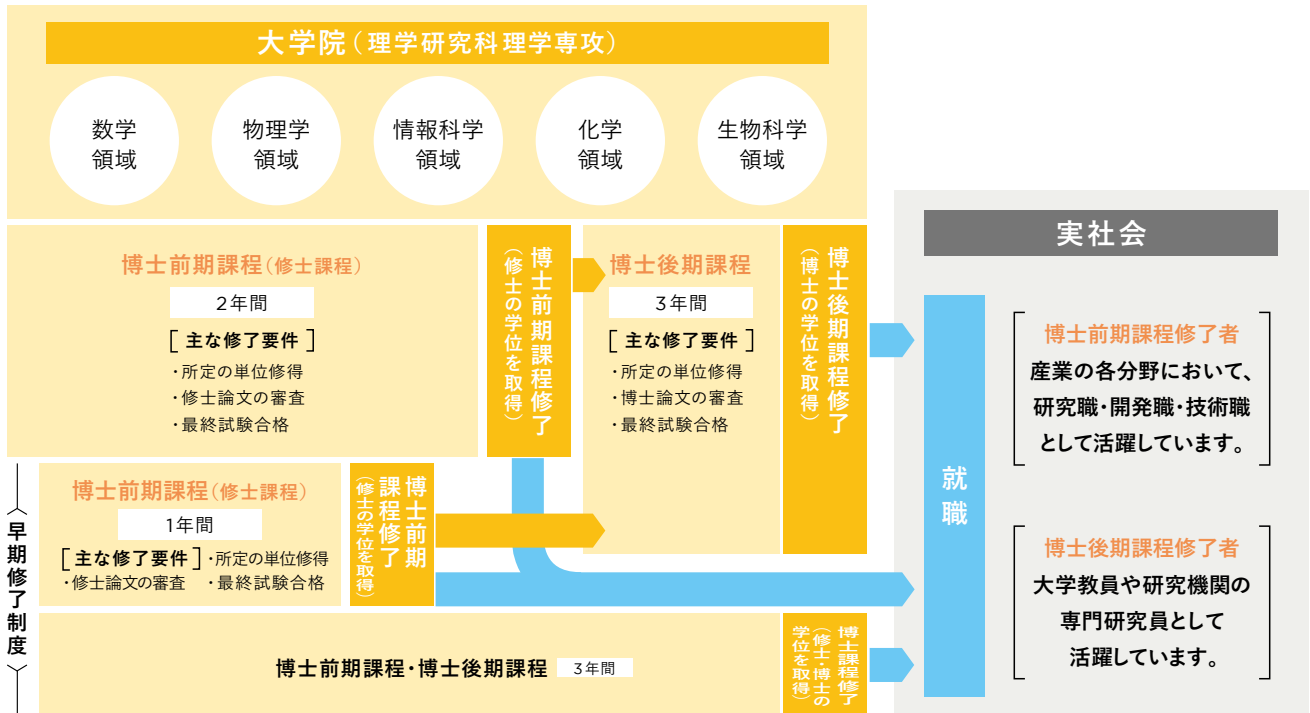 大学院（理学研究科理学専攻）
数学
領域
物理学
領域
情報科学
領域
化学
領域
生物科学
領域
博士前期課程（修士課程）
2年間
［主な修了要件］
・所定の単位修得
・修士論文の審査
・最終試験合格
博士前期課程修了
（修士の学位を取得）
博士後期課程
3年間
［主な修了要件］
・所定の単位修得
・博士論文の審査
・最終試験合格
博士後期課程修了
（博士の学位を取得）
早期修了制度
博士前期課程（修士課程）
1年間
［主な修了要件］・所定の単位修得
・修士論文の審査 ・最終試験合格
博士前期
課程修了
（修士の学位を取得）
博士前期課程・博士後期課程 3年間
博士課程修了
（修士・博士の
学位を取得）
実社会
就職
博士前期課程修了者
産業の各分野において、
研究職・開発職・技術職
として活躍しています。
博士後期課程修了者
大学教員や研究機関の
専門研究員として
活躍しています。